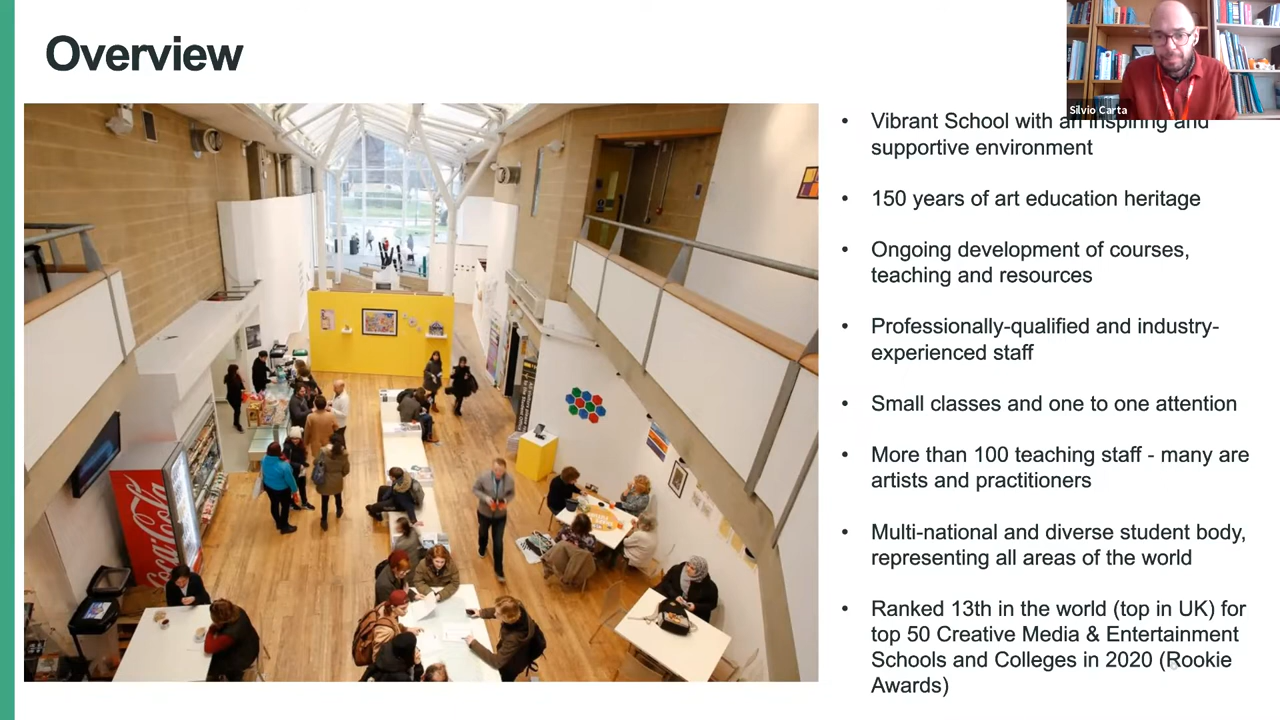 Overview
Silvio Carta
• Vibrant School with an inspiring and
supportive environment
• 150 years of art education heritage
• Ongoing development of courses,
teaching and resources
• Professionally-qualified and industry-
experienced staff
• Small classes and one to one attention
• More than 100 teaching staff - many are
artists and practitioners
• Multi-national and diverse student body,
representing all areas of the world
• Ranked 13th in the world (top in UK) for
top 50 Creative Media & Entertainment
Schools and Colleges in 2020 (Rookie
Awards)
Coca-Cola